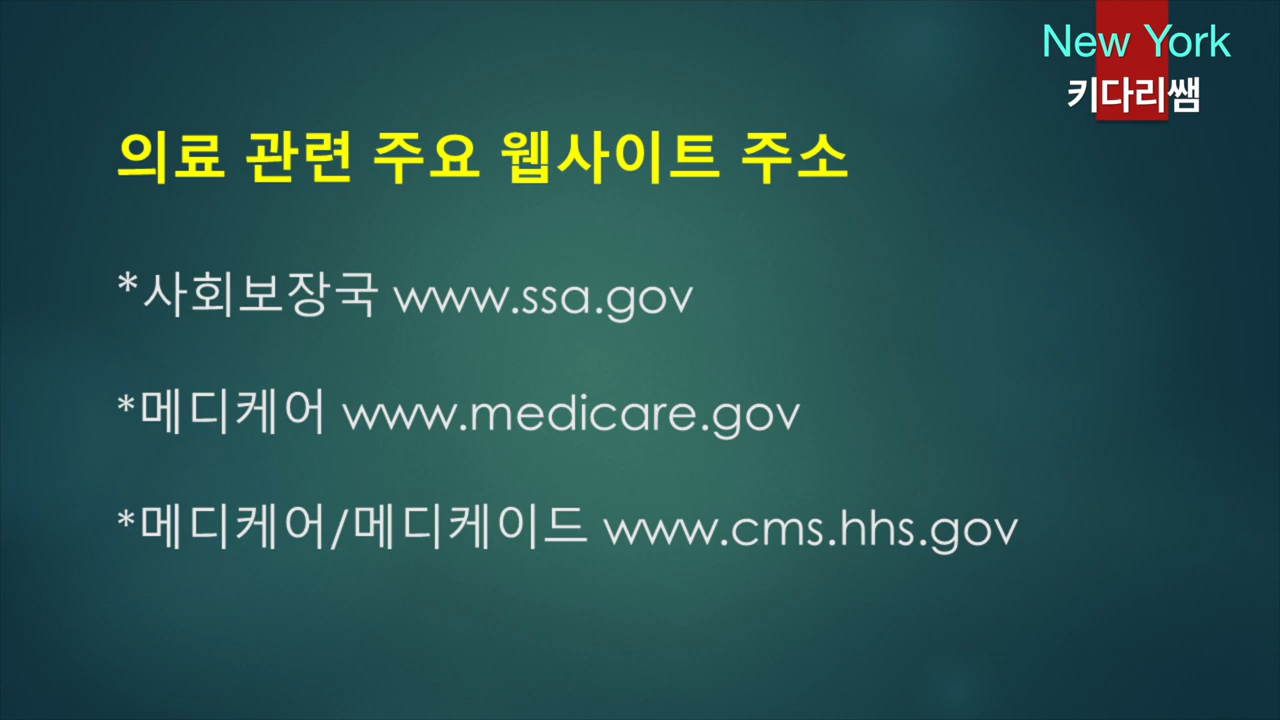 New York
키다리쌤
의료 관련 주요 웹사이트 주소
*사회보장국 www.ssa.gov
*메디케어 www.medicare.gov
*메디케어/메디케이드 www.cms.hhs.gov